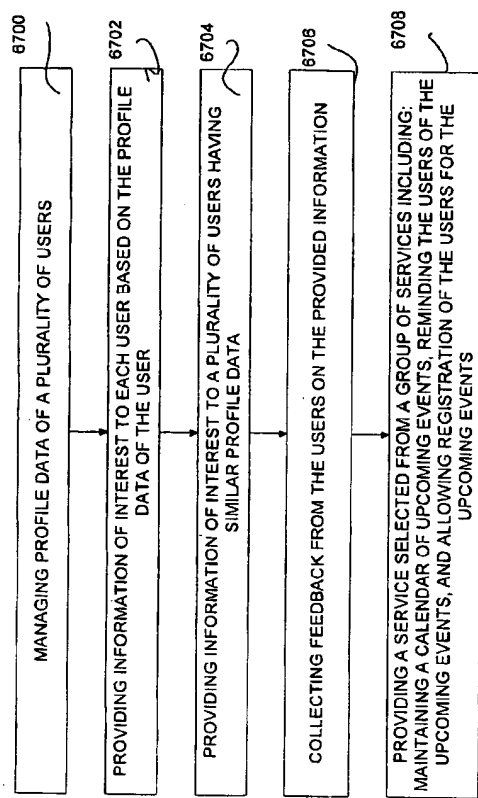 6700
MANAGING PROFILE DATA OF A PLURALITY OF USERS
6702
PROVIDING INFORMATION OF INTEREST TO EACH USER BASED ON THE PROFILE
DATA OF THE USER
6704
PROVIDING INFORMATION OF INTEREST TO A PLURALITY OF USERS HAVING
SIMILAR PROFILE DATA
6708
COLLECTING FEEDBACK FROM THE USERS ON THE PROVIDED INFORMATION
6708
PROVIDING A SERVICE SELECTED FROM A GROUP OF SERVICES INCLUDING:
MAINTAINING A CALENDAR OF UPCOMING EVENTS, REMINDING THE USERS OF THE
UPCOMING EVENTS, AND ALLOWING REGISTRATION OF THE USERS FOR THE
UPCOMING EVENTS